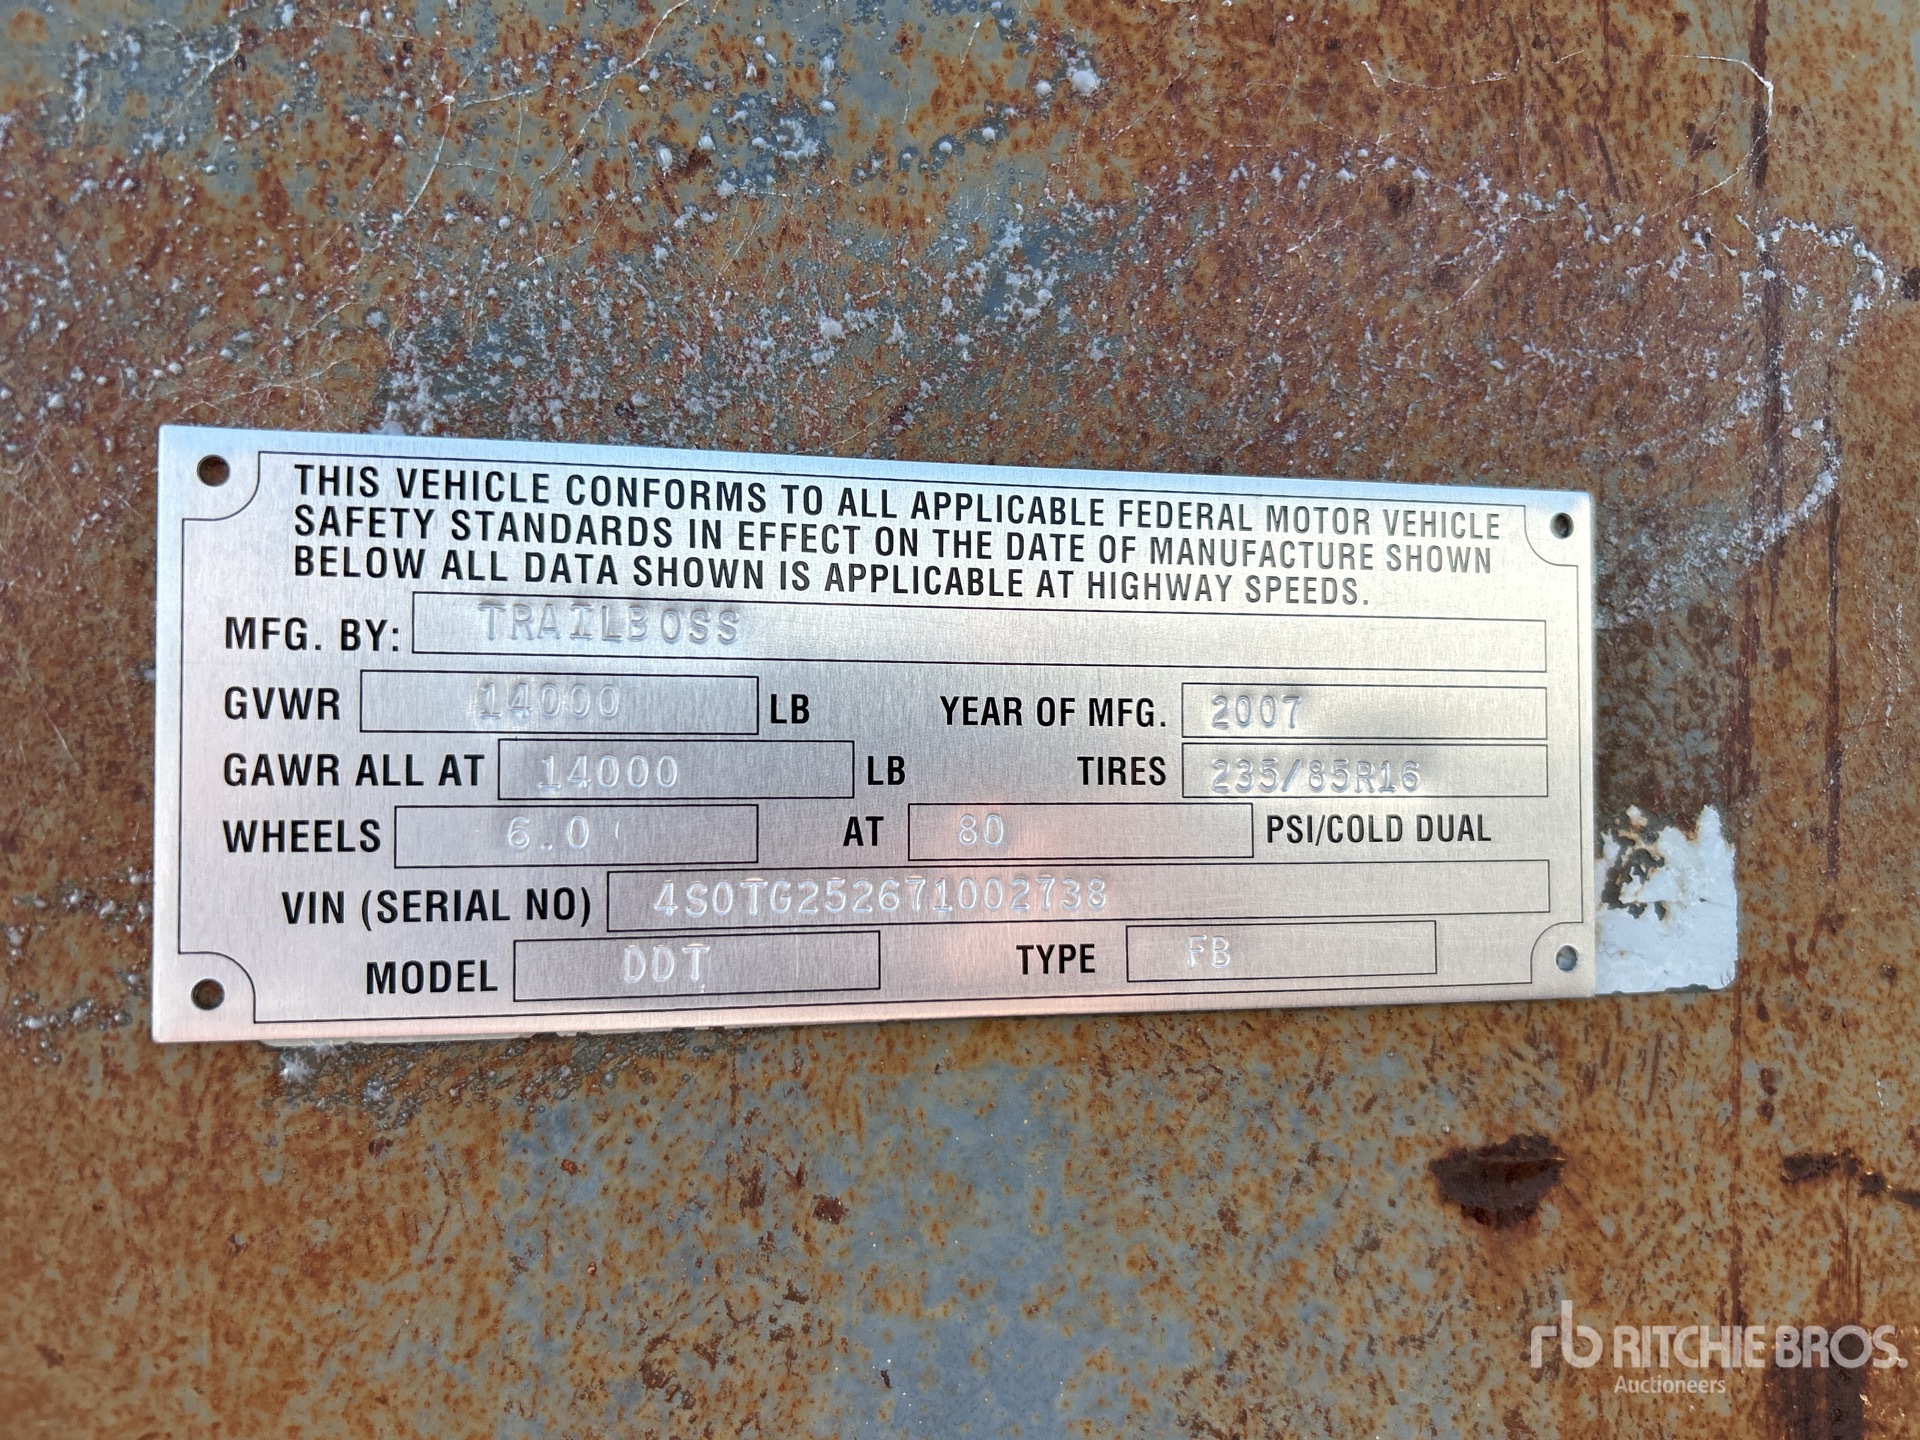 THIS VEHICLE CONFORMS TO ALL APPLICABLE FEDERAL MOTOR VEHICLE
SAFETY STANDARDS IN EFFECT ON THE DATE OF MANUFACTURE SHOWN
BELOW ALL DATA SHOWN IS APPLICABLE AT HIGHWAY SPEEDS.
MFG. BY: TRAILBOSS
GVWR 14000 LB YEAR OF MFG. 2007
GAWR ALL AT 14000 LB TIRES 235/85R16
WHEELS 6.0 AT 80 PSI/COLD DUAL
VIN (SERIAL NO) 4S0TG252671002738
MODEL DDT TYPE FB
rb RITCHIE BROS.
Auctioneers